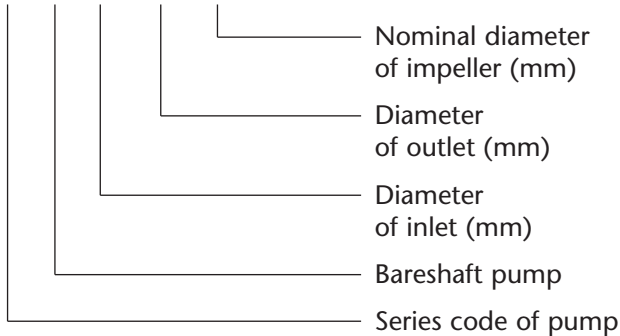 Nominal diameter
of impeller (mm)
Diameter
of outlet (mm)
Diameter
of inlet (mm)
Bareshaft pump
Series code of pump